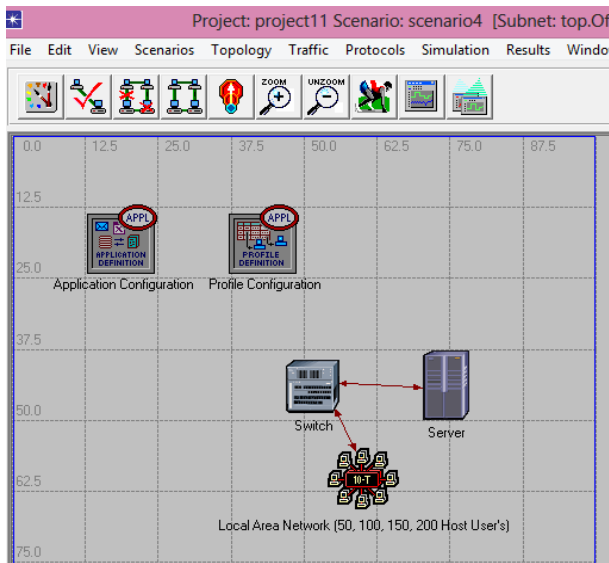 Project: project11 Scenario: scenario4 [Subnet: top.Of
File Edit View Scenarios Topology Traffic Protocols Simulation Results Windo
ZOOM UNZOOM
0.0 12.5 25.0 37.5 50.0 62.5 75.0 87.5
12.5
APPL APPL
APPLICATION DEFINITION PROFILE DEFINITION
25.0
Application Configuration Profile Configuration
37.5
50.0
Switch Server
10-T
62.5
Local Area Network (50, 100, 150, 200 Host User's)
75.0